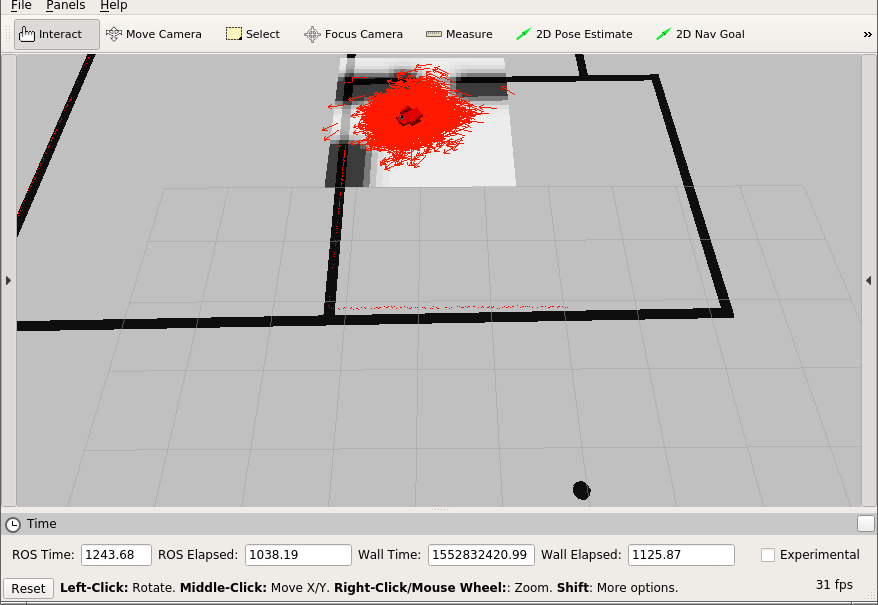 File Panels Help
Interact Move Camera Select Focus Camera Measure 2D Pose Estimate 2D Nav Goal »
Time
ROS Time: 1243.68 ROS Elapsed: 1038.19 Wall Time: 1552832420.99 Wall Elapsed: 1125.87 Experimental
Reset Left-Click: Rotate. Middle-Click: Move X/Y. Right-Click/Mouse Wheel:: Zoom. Shift: More options. 31 fps